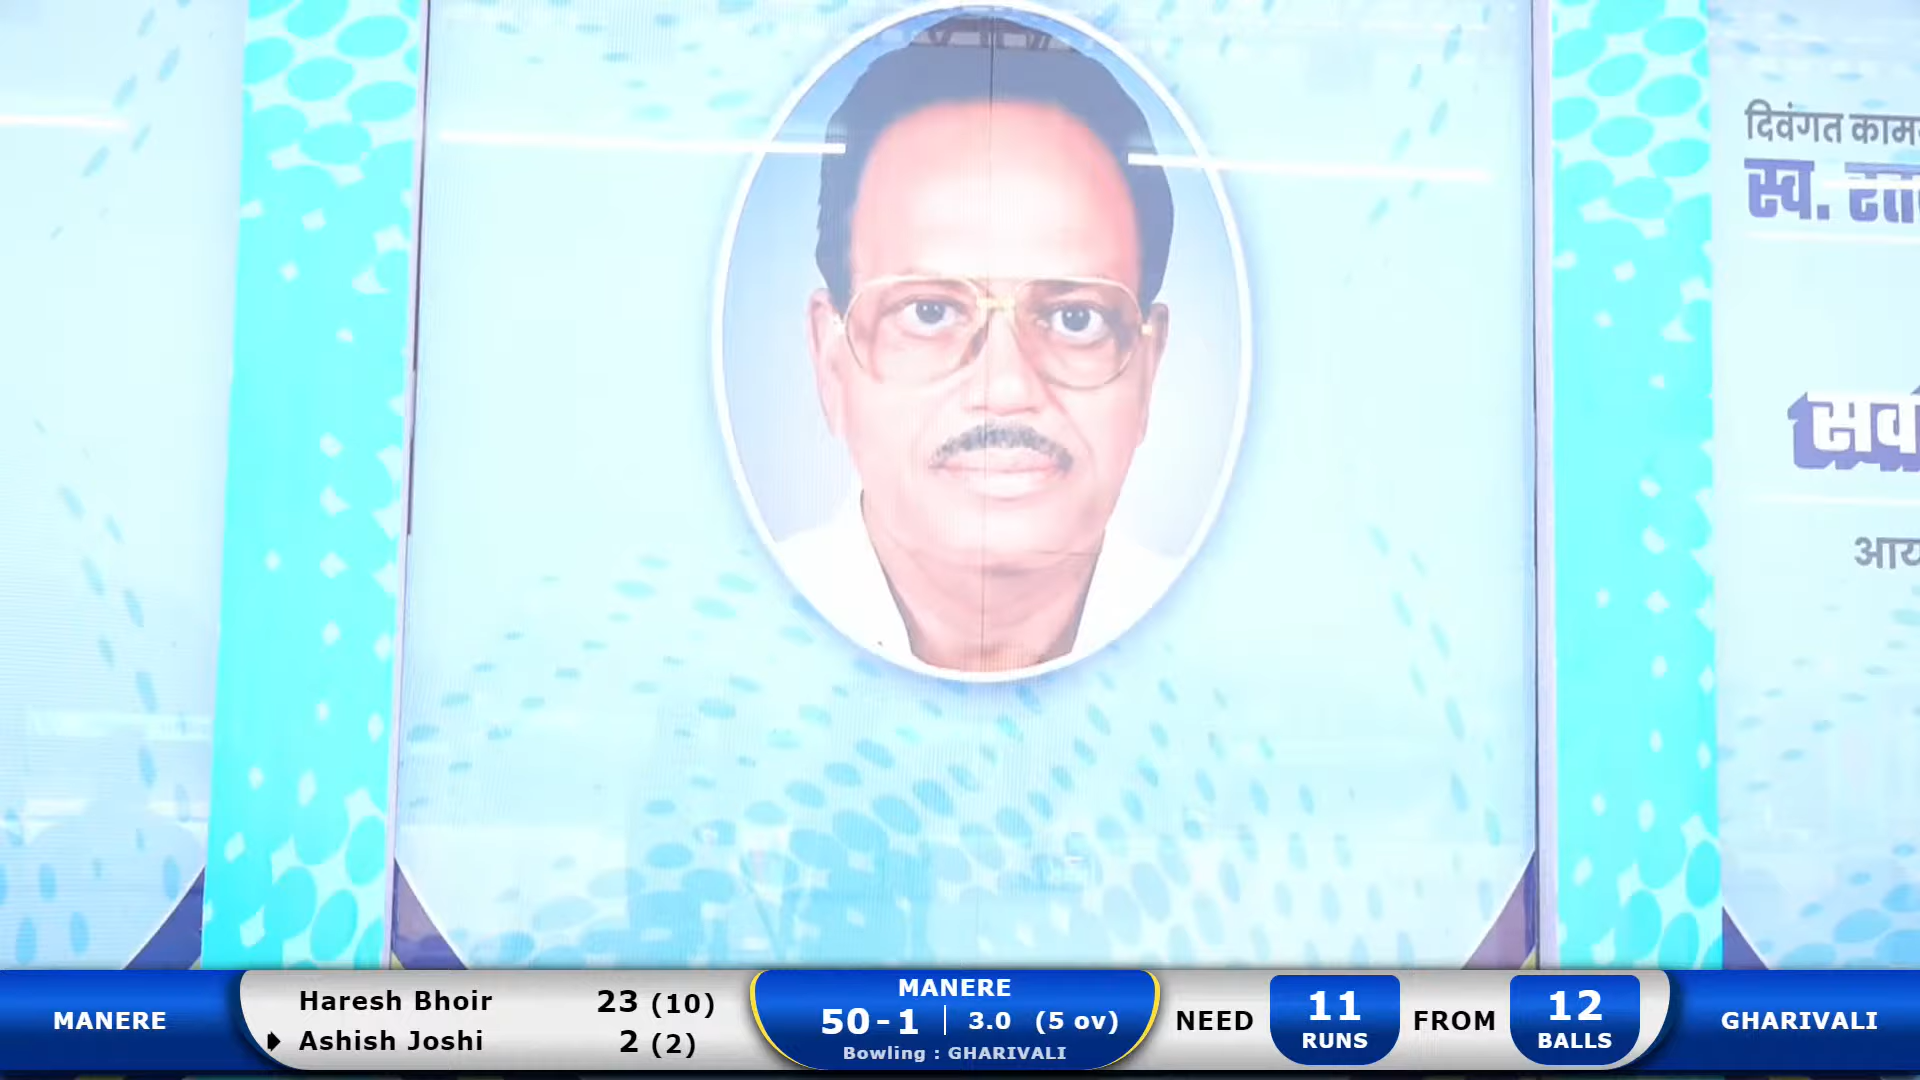 दिवंगत
स्व.
MANERE
Haresh Bhoir 23 (10)
Ashish Joshi 2 (2)
MANERE
50-1 3.0 (5 ov)
Bowling : GHARIVALI
NEED 11 RUNS FROM 12 BALLS
GHARIVALI